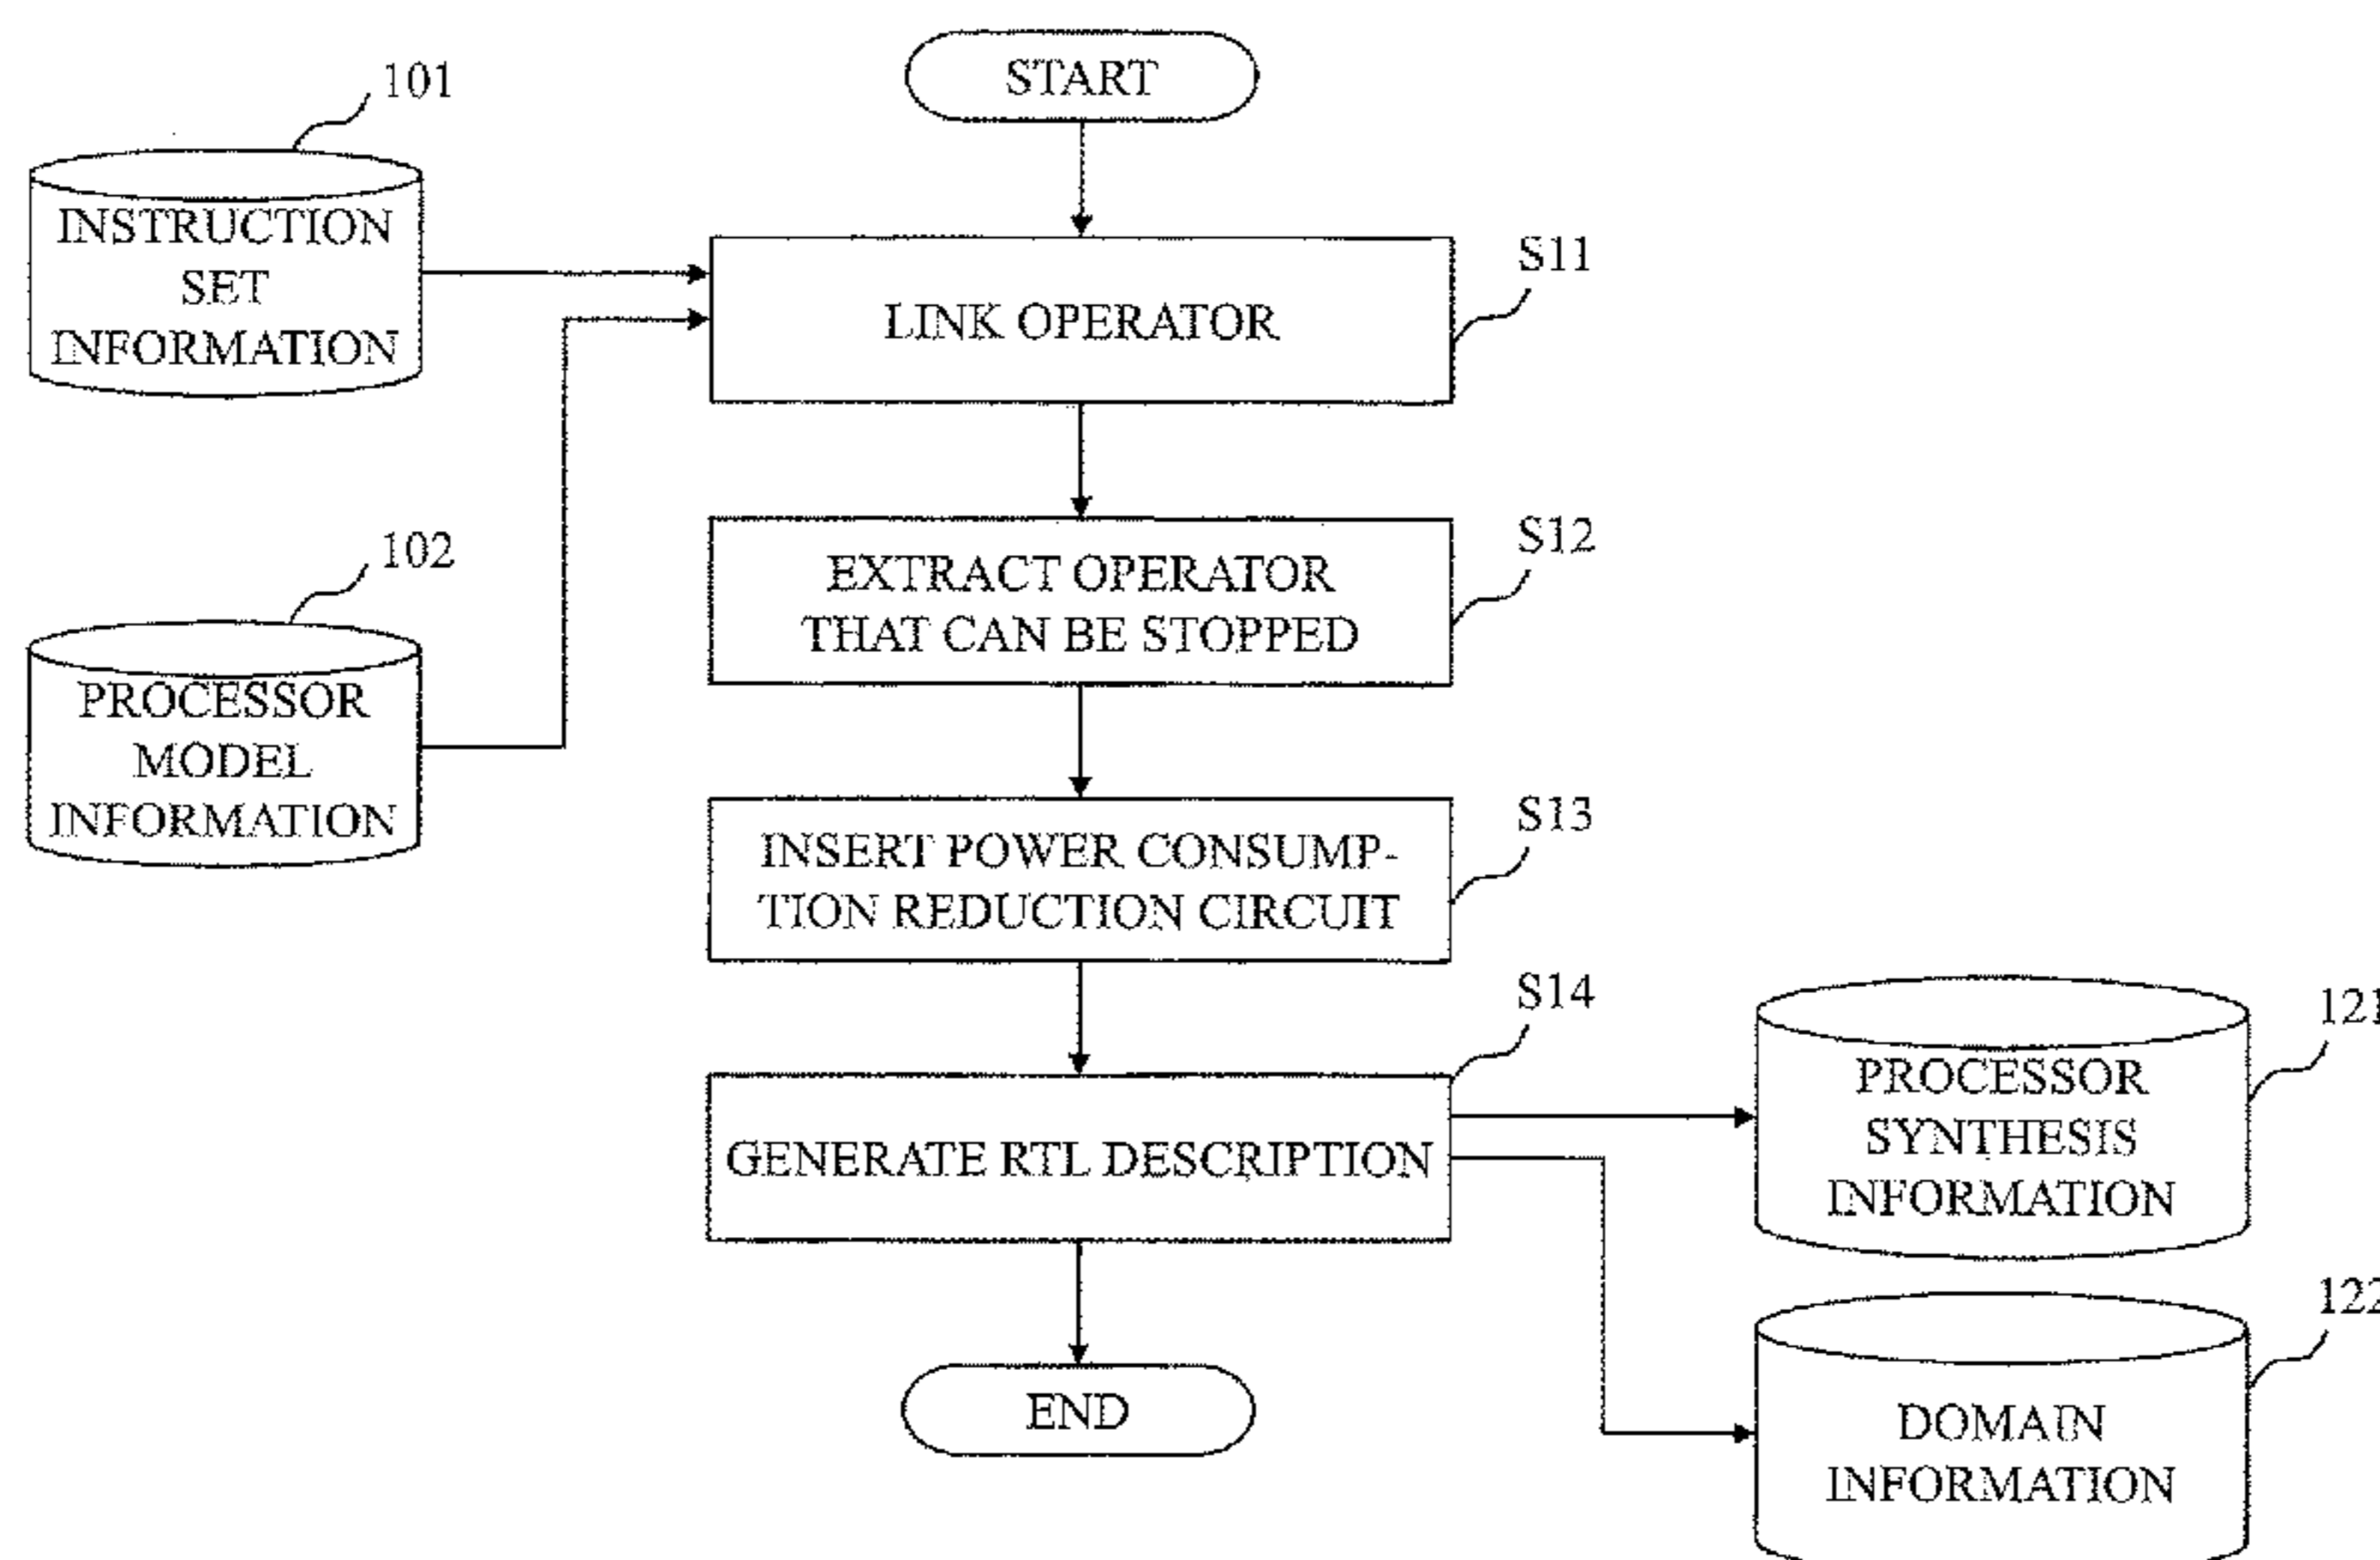 START
101
INSTRUCTION
SET
INFORMATION
LINK OPERATOR
S11
102
PROCESSOR
MODEL
INFORMATION
EXTRACT OPERATOR
THAT CAN BE STOPPED
S12
INSERT POWER CONSUMP-
TION REDUCTION CIRCUIT
S13
GENERATE RTL DESCRIPTION
S14
121
PROCESSOR
SYNTHESIS
INFORMATION
122
DOMAIN
INFORMATION
END